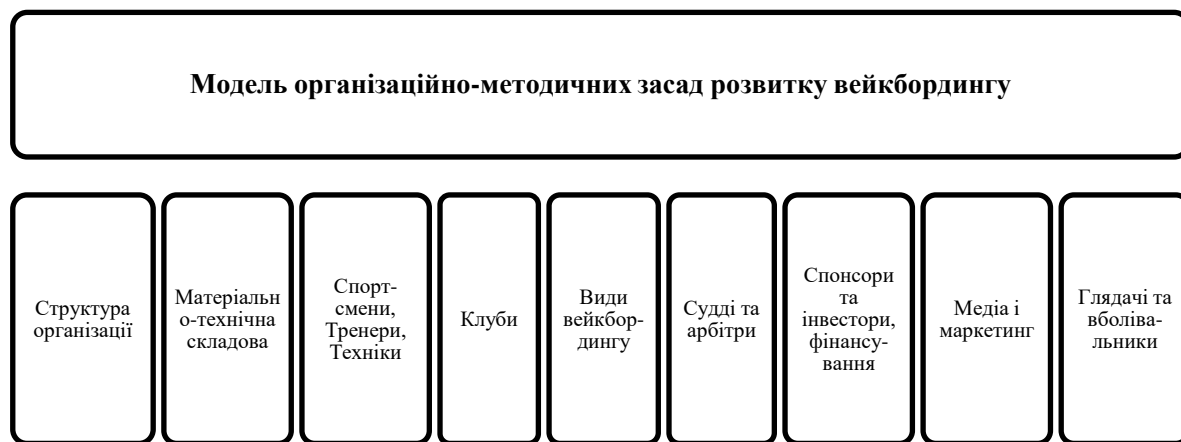 Модель організаційно-методичних засад розвитку вейкбордингу
Структура
організації
Матеріальн
о-технічна
складова
Спорт-
смени,
Тренери,
Техніки
Клуби
Види
вейкбор-
дингу
Судді та
арбітри
Спонсори
та
інвестори,
фінансу-
вання
Медіа і
маркетинг
Глядачі та
вболіва-
льники